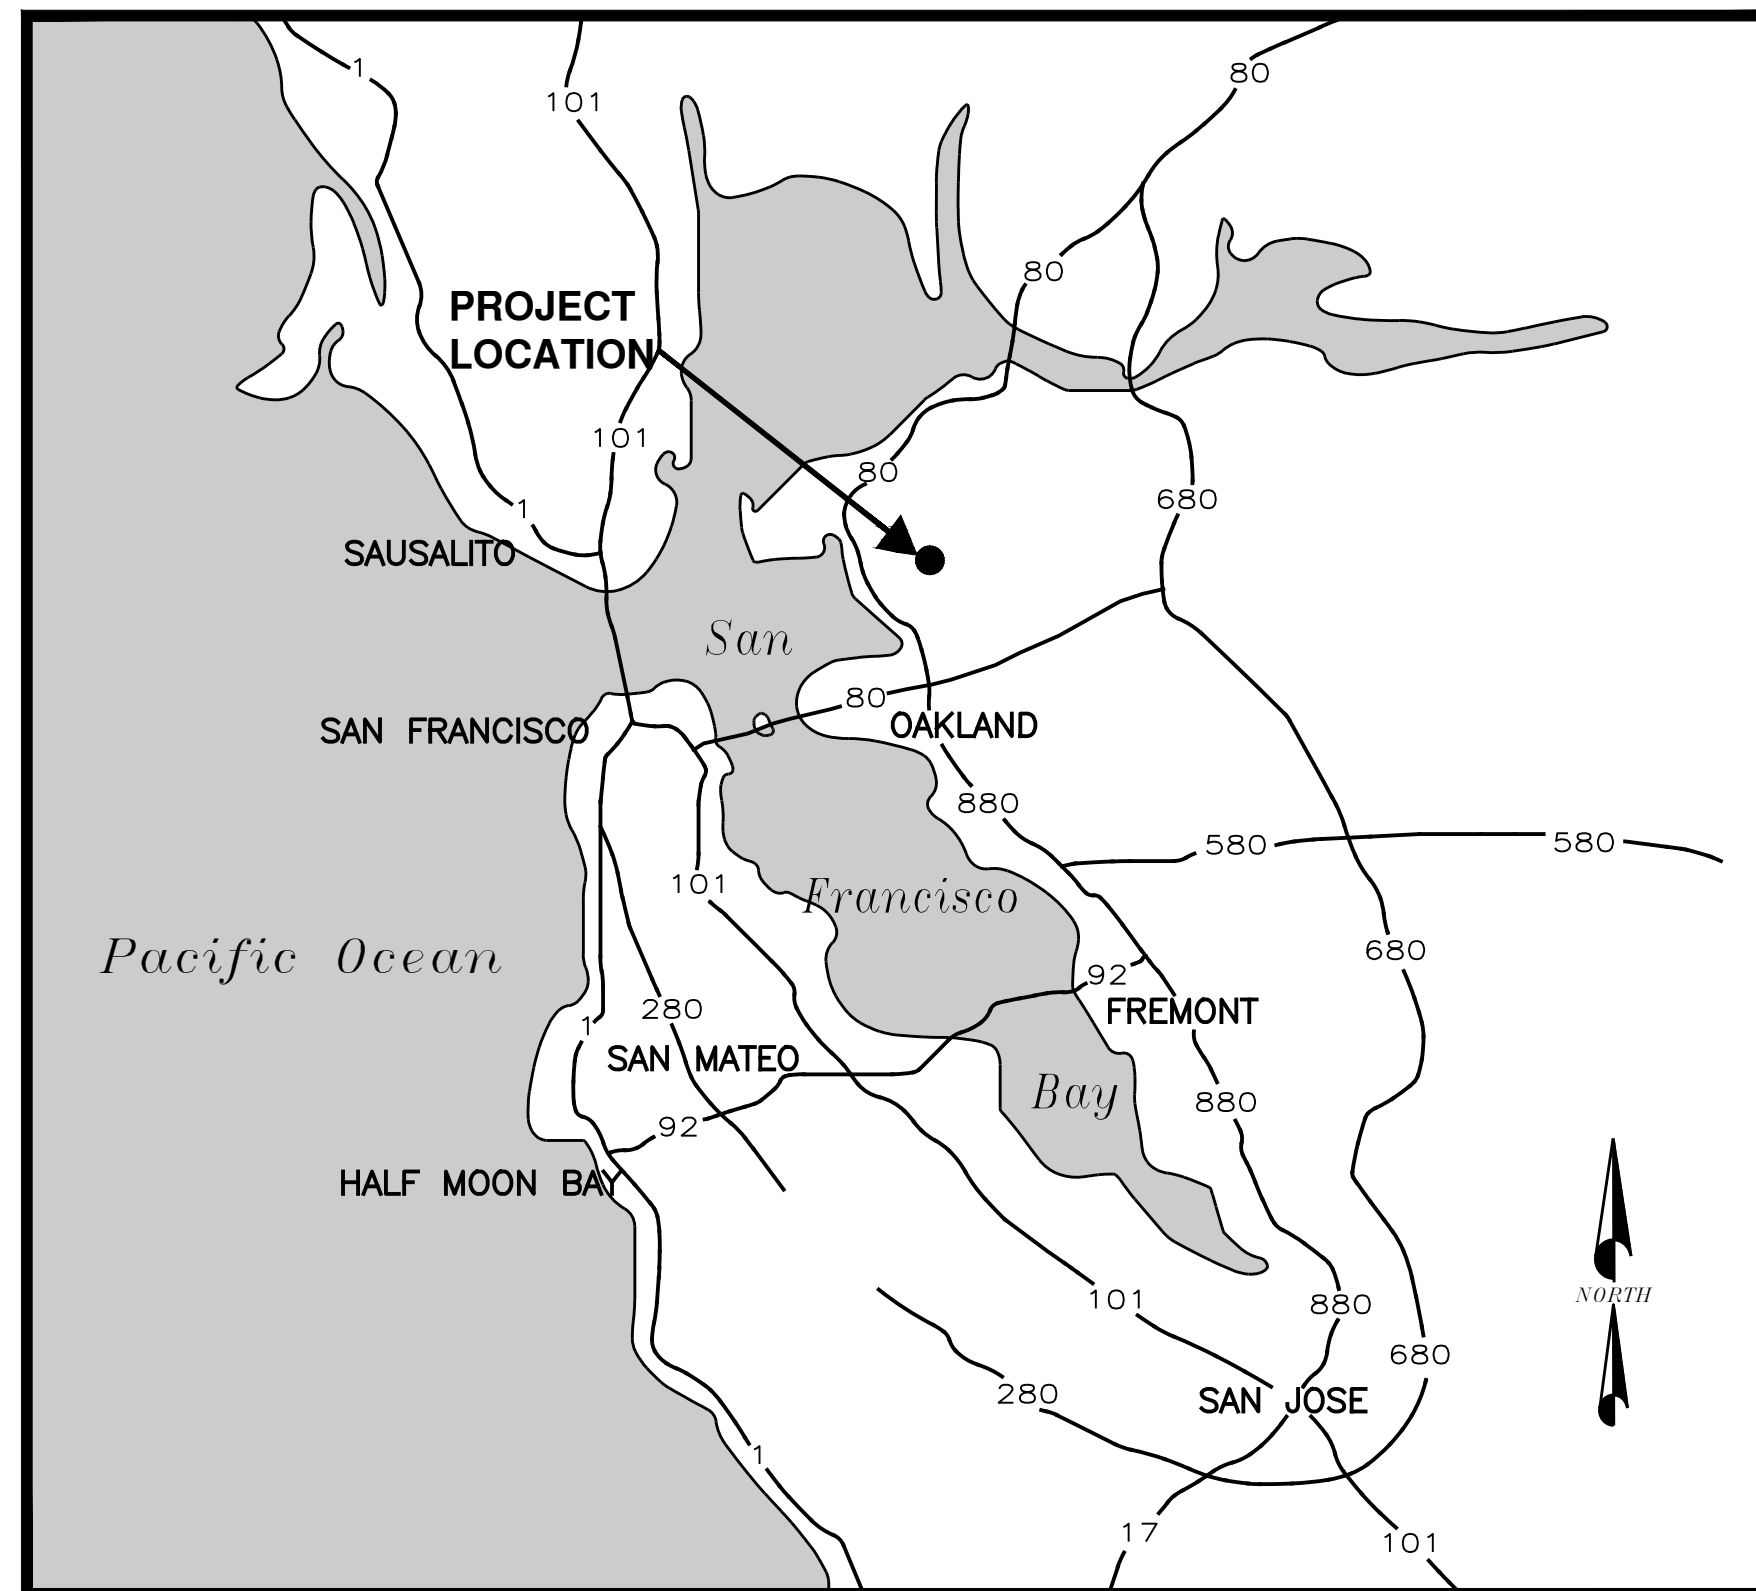 1
80
101
80
PROJECT
LOCATION
101
80
680
1
SAUSALITO
San
80
SAN FRANCISCO
OAKLAND
880
580
580
101
Francisco
680
Pacific Ocean
92
280
FREMONT
1
SAN MATEO
Bay
880
92
HALF MOON BAY
NORTH
101
880
680
280
SAN JOSE
1
17
101